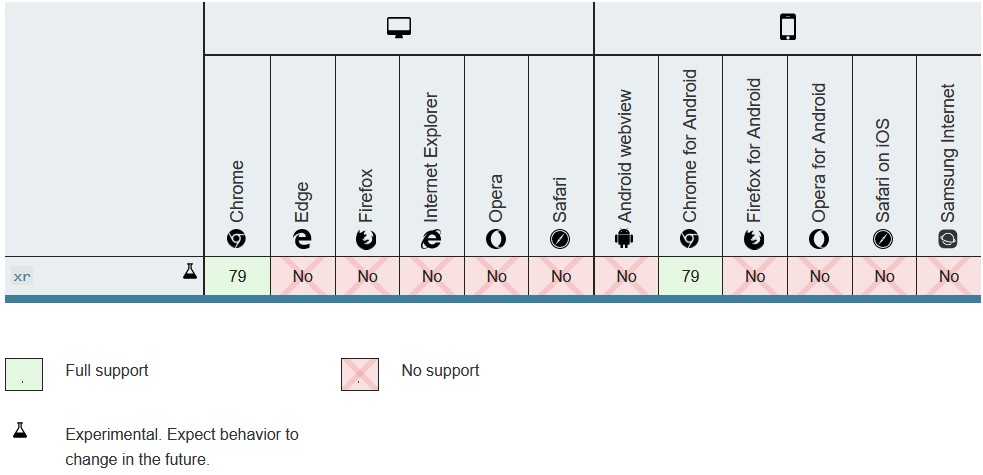 Chrome
Edge
Firefox
Internet Explorer
Opera
Safari
Android webview
Chrome for Android
Firefox for Android
Opera for Android
Safari on iOS
Samsung Internet
xr 79 No No No No No No 79 No No No No
Full support No support
Experimental. Expect behavior to
change in the future.